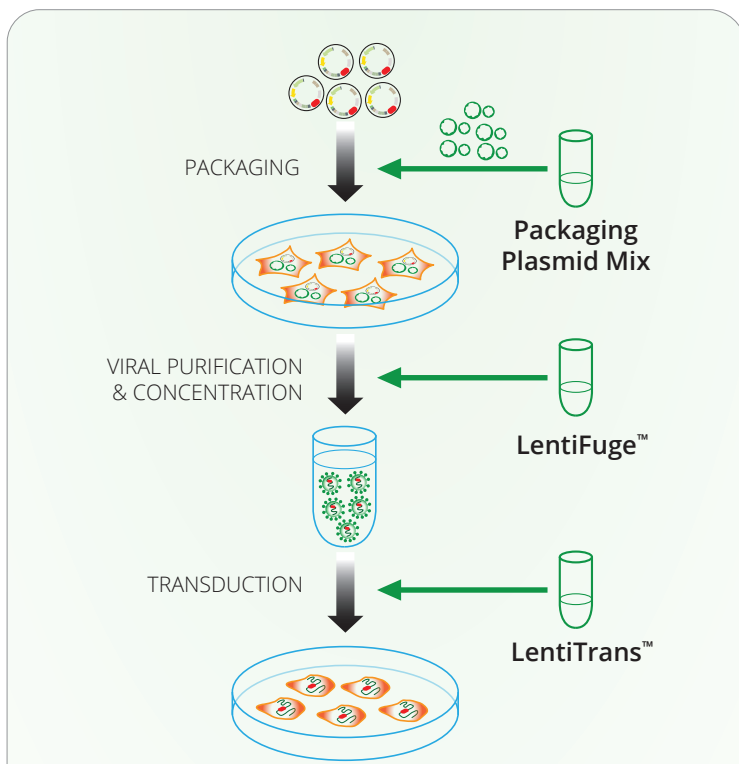 PACKAGING
Packaging
Plasmid Mix
VIRAL PURIFICATION
& CONCENTRATION
LentiFuge™
TRANSDUCTION
LentiTrans™